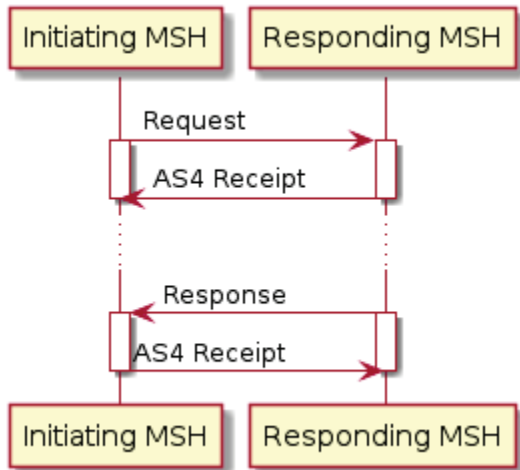 Initiating MSH
Responding MSH
Request
AS4 Receipt
Response
AS4 Receipt
Initiating MSH
Responding MSH